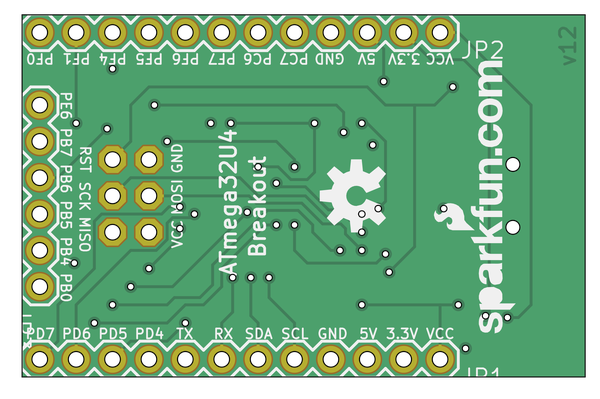 PF0 PF1 PF4 PF5 PF6 PF7 PC6 PC7 GND 5V 3.3V VCC
JP2
v12
PE6 PB7 PB6 PB5 PB4 PB0
MISO SCK RST
VCC MOSI GND
ATmega32U4
Breakout
sparkfun.com
PD7 PD6 PD5 PD4 TX RX SDA SCL GND 5V 3.3V VCC
JP1